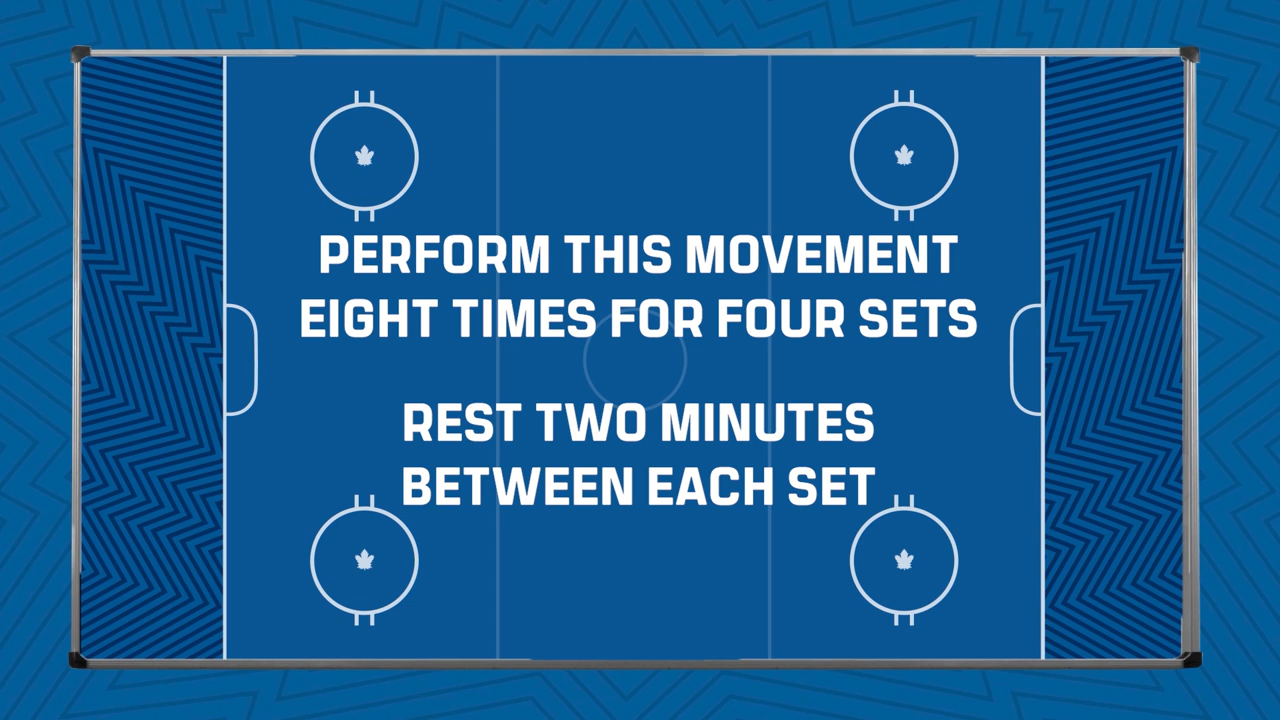 PERFORM THIS MOVEMENT
EIGHT TIMES FOR FOUR SETS
REST TWO MINUTES
BETWEEN EACH SET